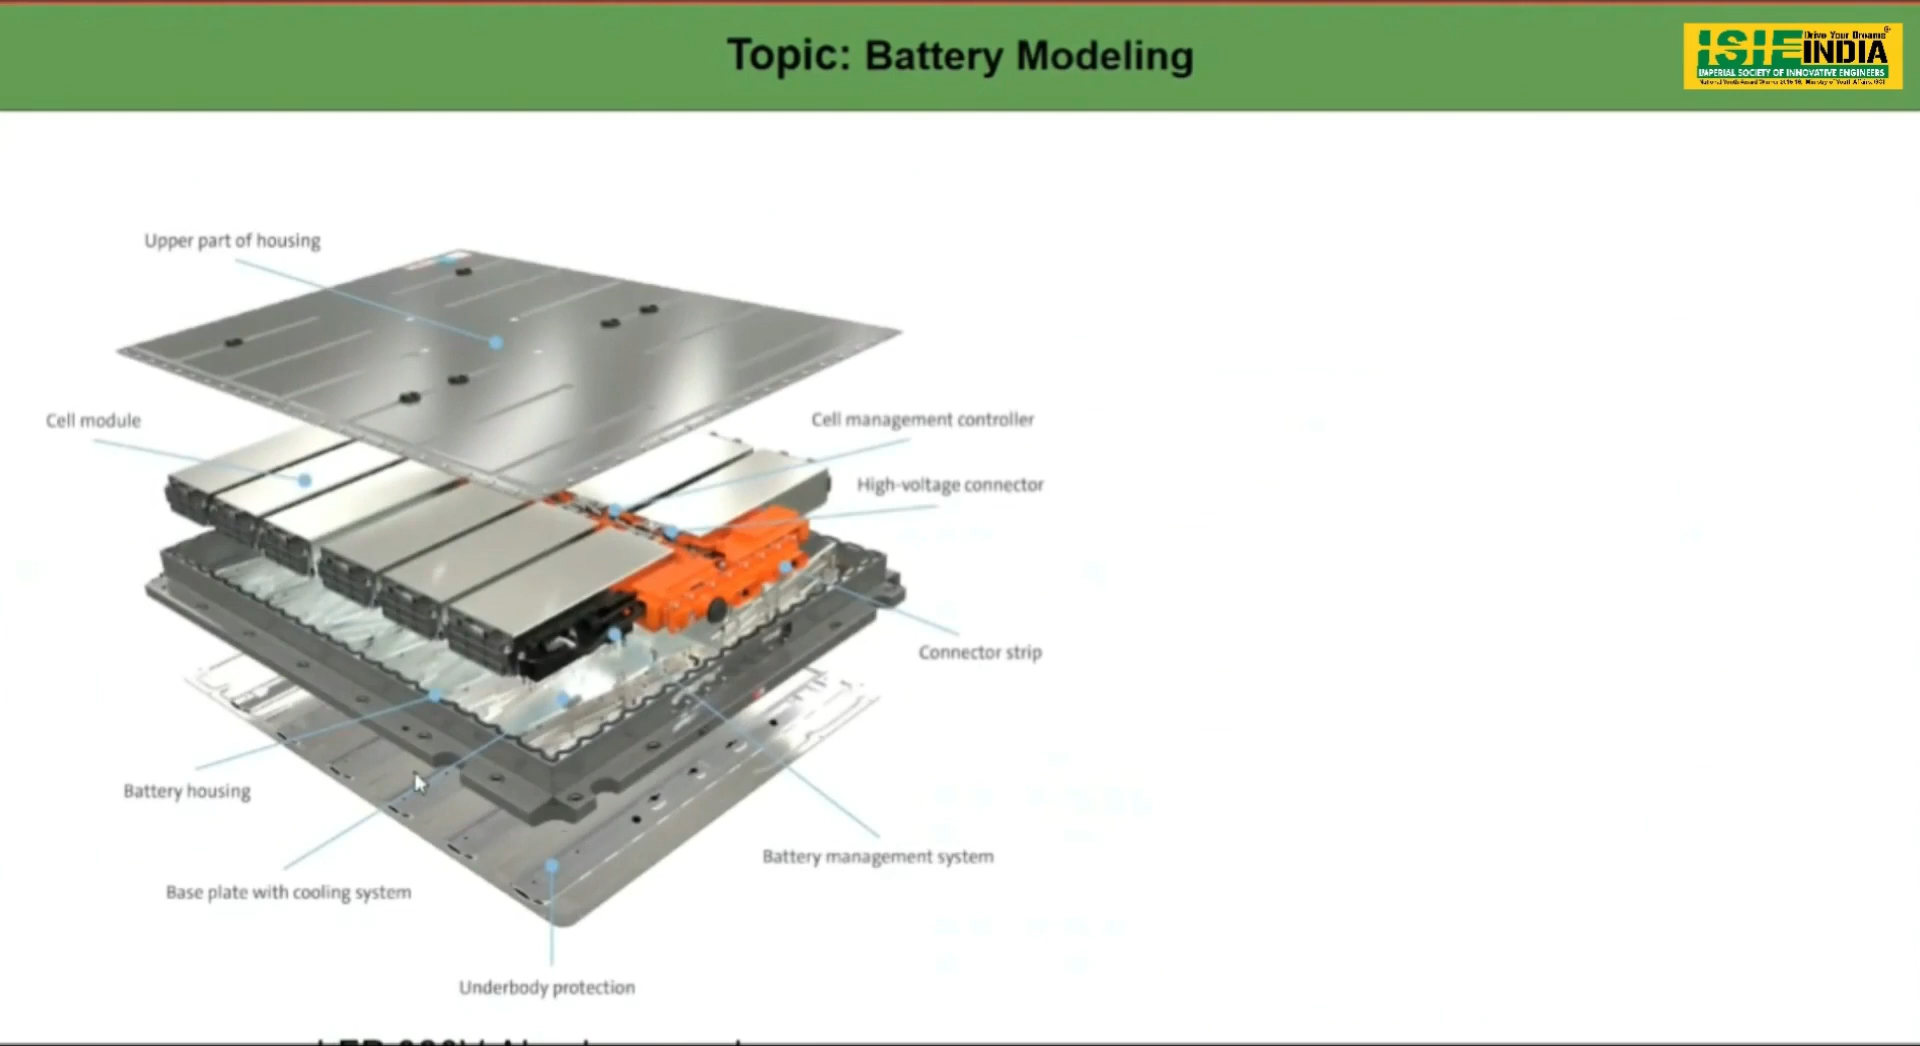 Topic: Battery Modeling
Drive Your Dreams
ISIE INDIA
IMPERIAL SOCIETY OF INNOVATIVE ENGINEERS
Upper part of housing
Cell module
Cell management controller
High-voltage connector
Connector strip
Battery housing
Battery management system
Base plate with cooling system
Underbody protection